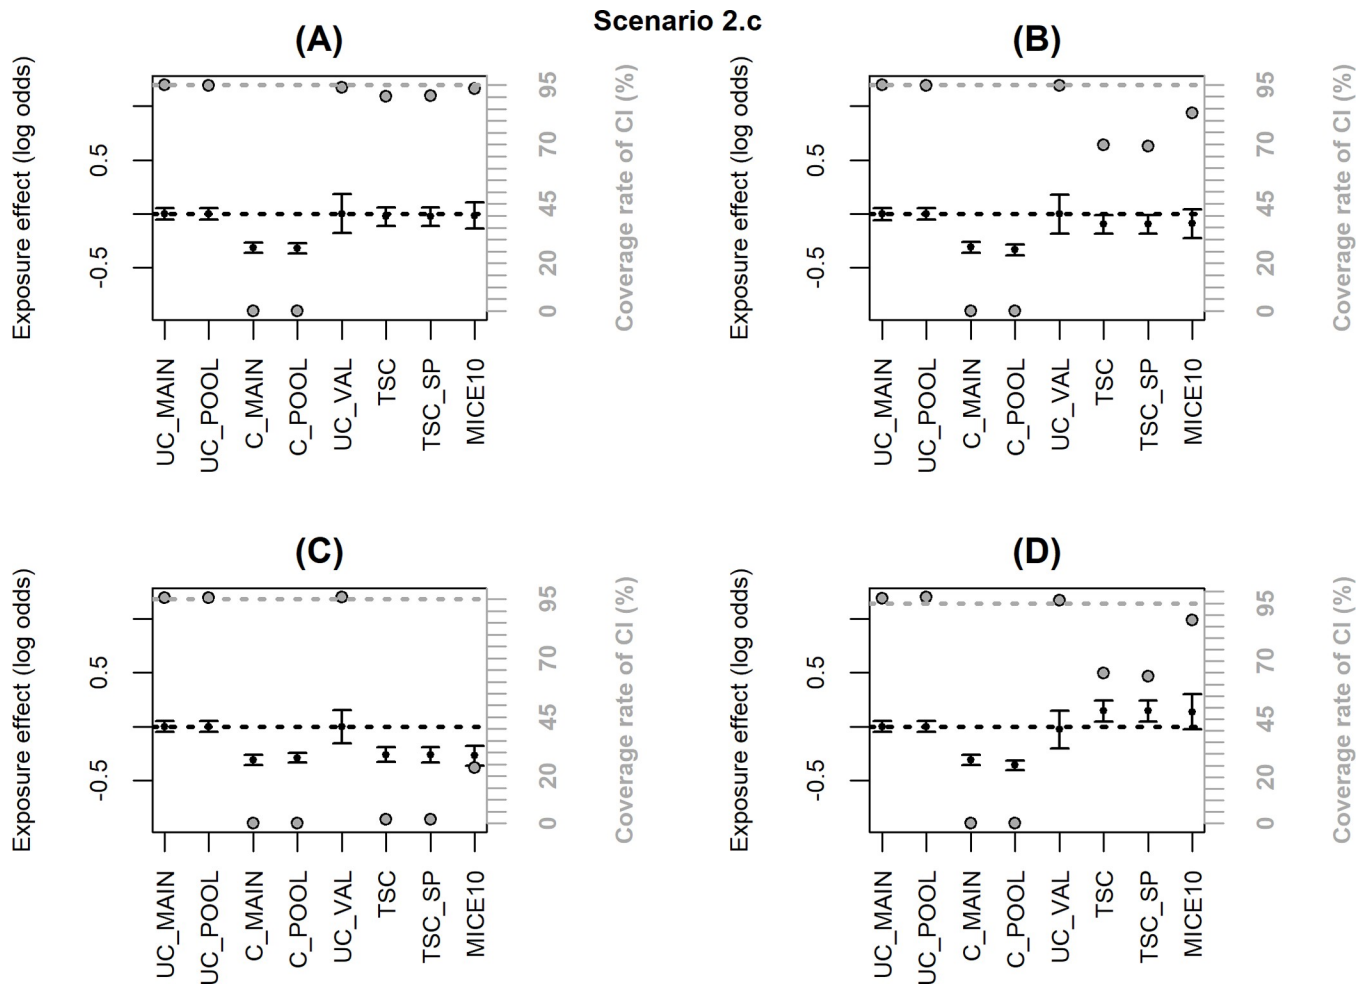 Scenario 2.c
(A)
Exposure effect (log odds)
0.5
-0.5
95
70
45
20
0
Coverage rate of CI (%)
UC_MAIN
UC_POOL
C_MAIN
C_POOL
UC_VAL
TSC
TSC_SP
MICE10
(B)
Exposure effect (log odds)
0.5
-0.5
95
70
45
20
0
Coverage rate of CI (%)
UC_MAIN
UC_POOL
C_MAIN
C_POOL
UC_VAL
TSC
TSC_SP
MICE10
(C)
Exposure effect (log odds)
0.5
-0.5
95
70
45
20
0
Coverage rate of CI (%)
UC_MAIN
UC_POOL
C_MAIN
C_POOL
UC_VAL
TSC
TSC_SP
MICE10
(D)
Exposure effect (log odds)
0.5
-0.5
95
70
45
20
0
Coverage rate of CI (%)
UC_MAIN
UC_POOL
C_MAIN
C_POOL
UC_VAL
TSC
TSC_SP
MICE10